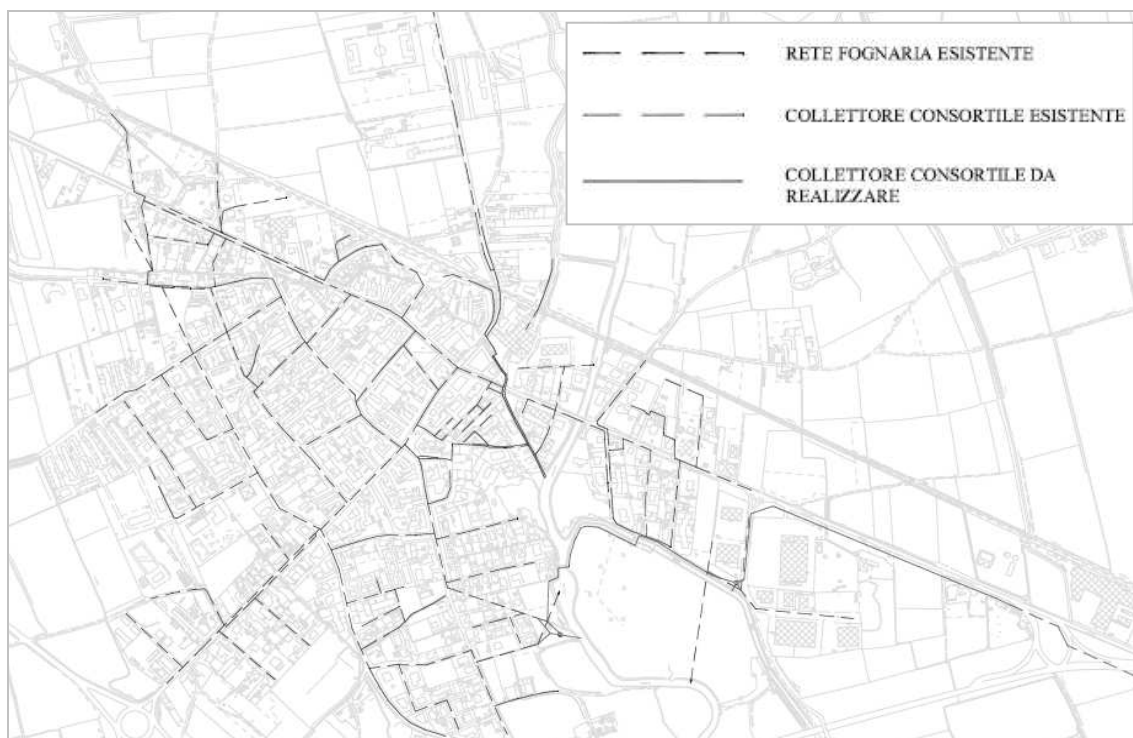 RETE FOGNARIA ESISTENTE
COLLETTORE CONSORTILE ESISTENTE
COLLETTORE CONSORTILE DA
REALIZZARE